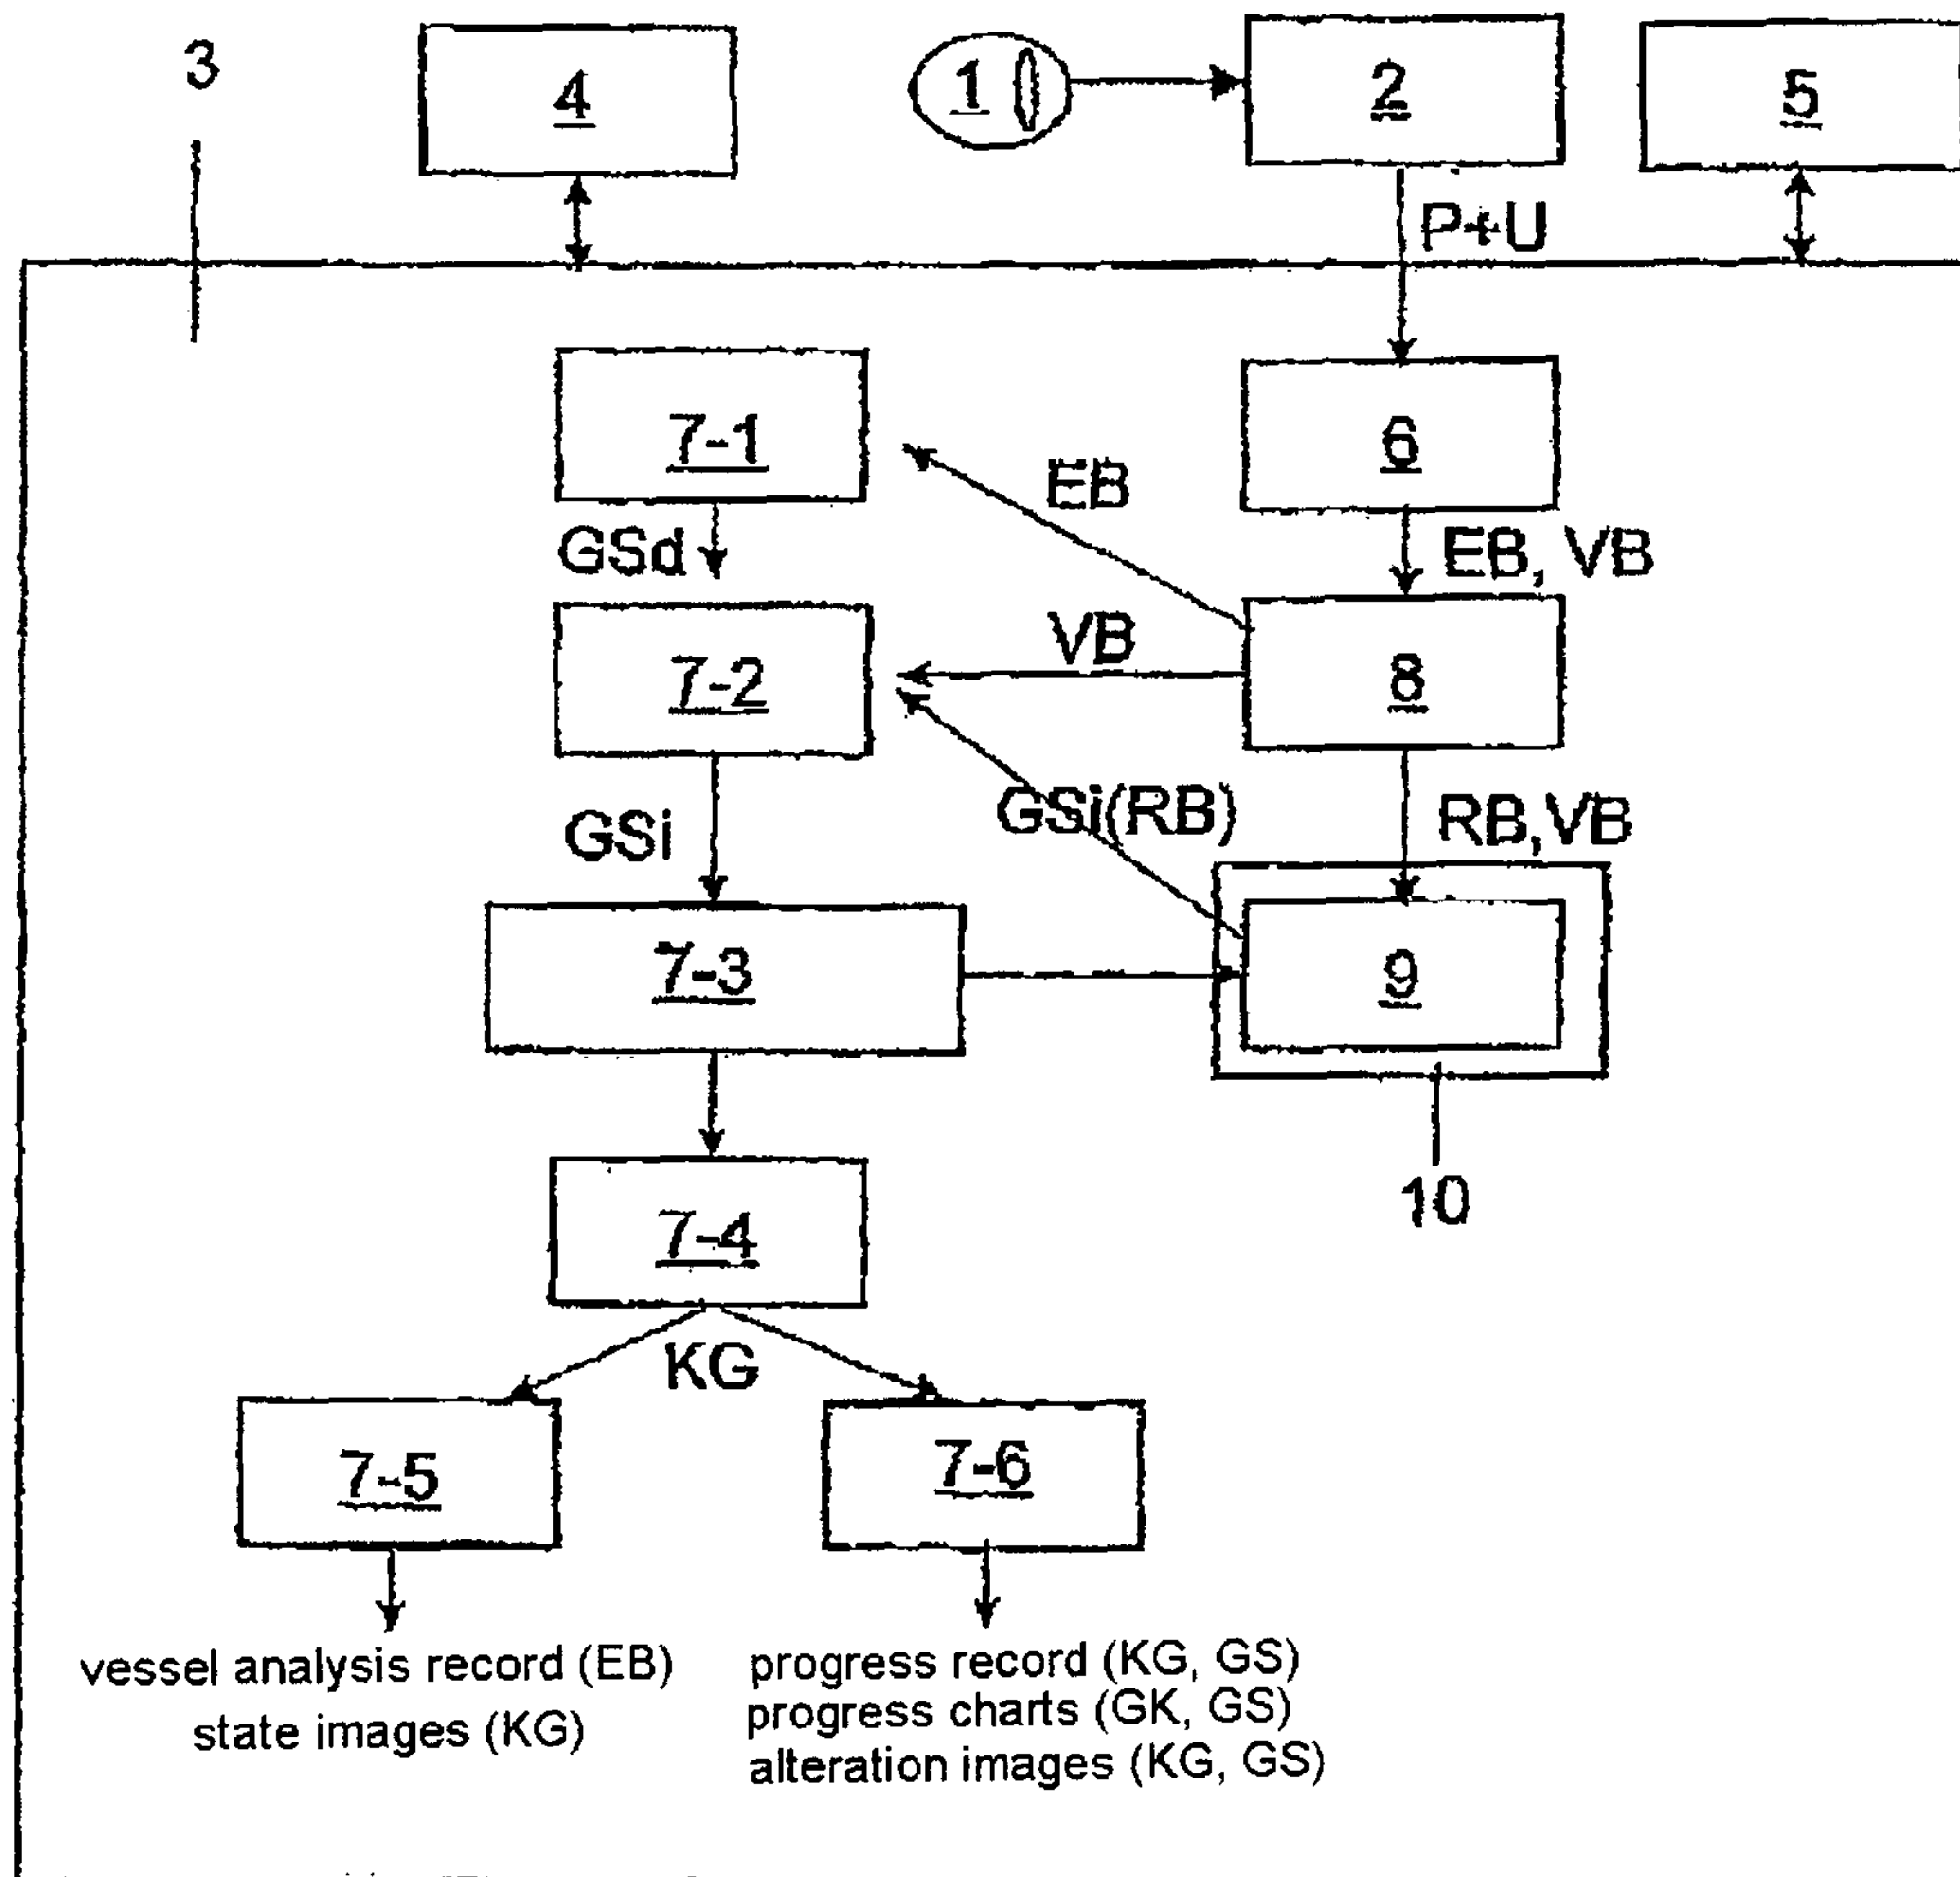 3
4
1
2
5
P+U
7-1
6
EB
GSd
EB, VB
VB
7-2
8
GSi(RB)
RB,VB
GSi
7-3
9
7-4
10
KG
7-5
7-6
vessel analysis record (EB)
state images (KG)
progress record (KG, GS)
progress charts (GK, GS)
alteration images (KG, GS)